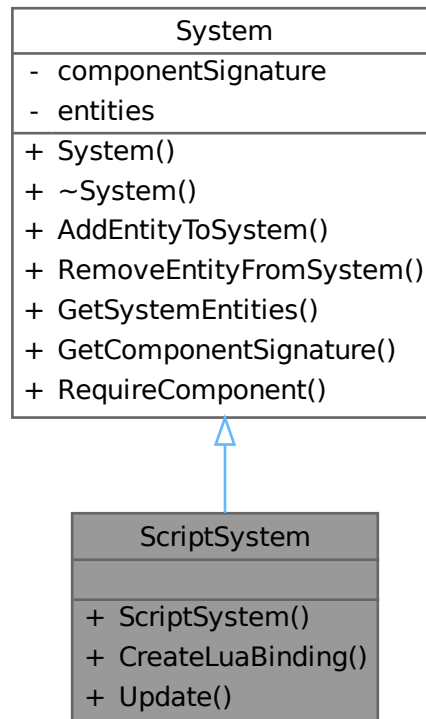 System
- componentSignature
- entities
+ System()
+ ~System()
+ AddEntityToSystem()
+ RemoveEntityFromSystem()
+ GetSystemEntities()
+ GetComponentSignature()
+ RequireComponent()
ScriptSystem
+ ScriptSystem()
+ CreateLuaBinding()
+ Update()